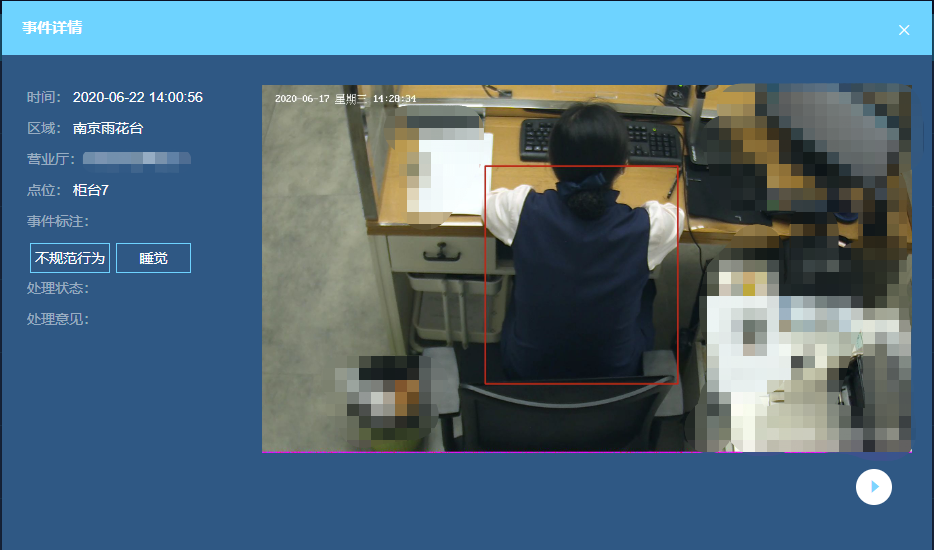 事件详情
时间： 2020-06-22 14:00:56
区域： 南京雨花台
营业厅：
点位： 柜台7
事件标注：
不规范行为 睡觉
处理状态：
处理意见：
2020-06-17 星期三 14:28:34